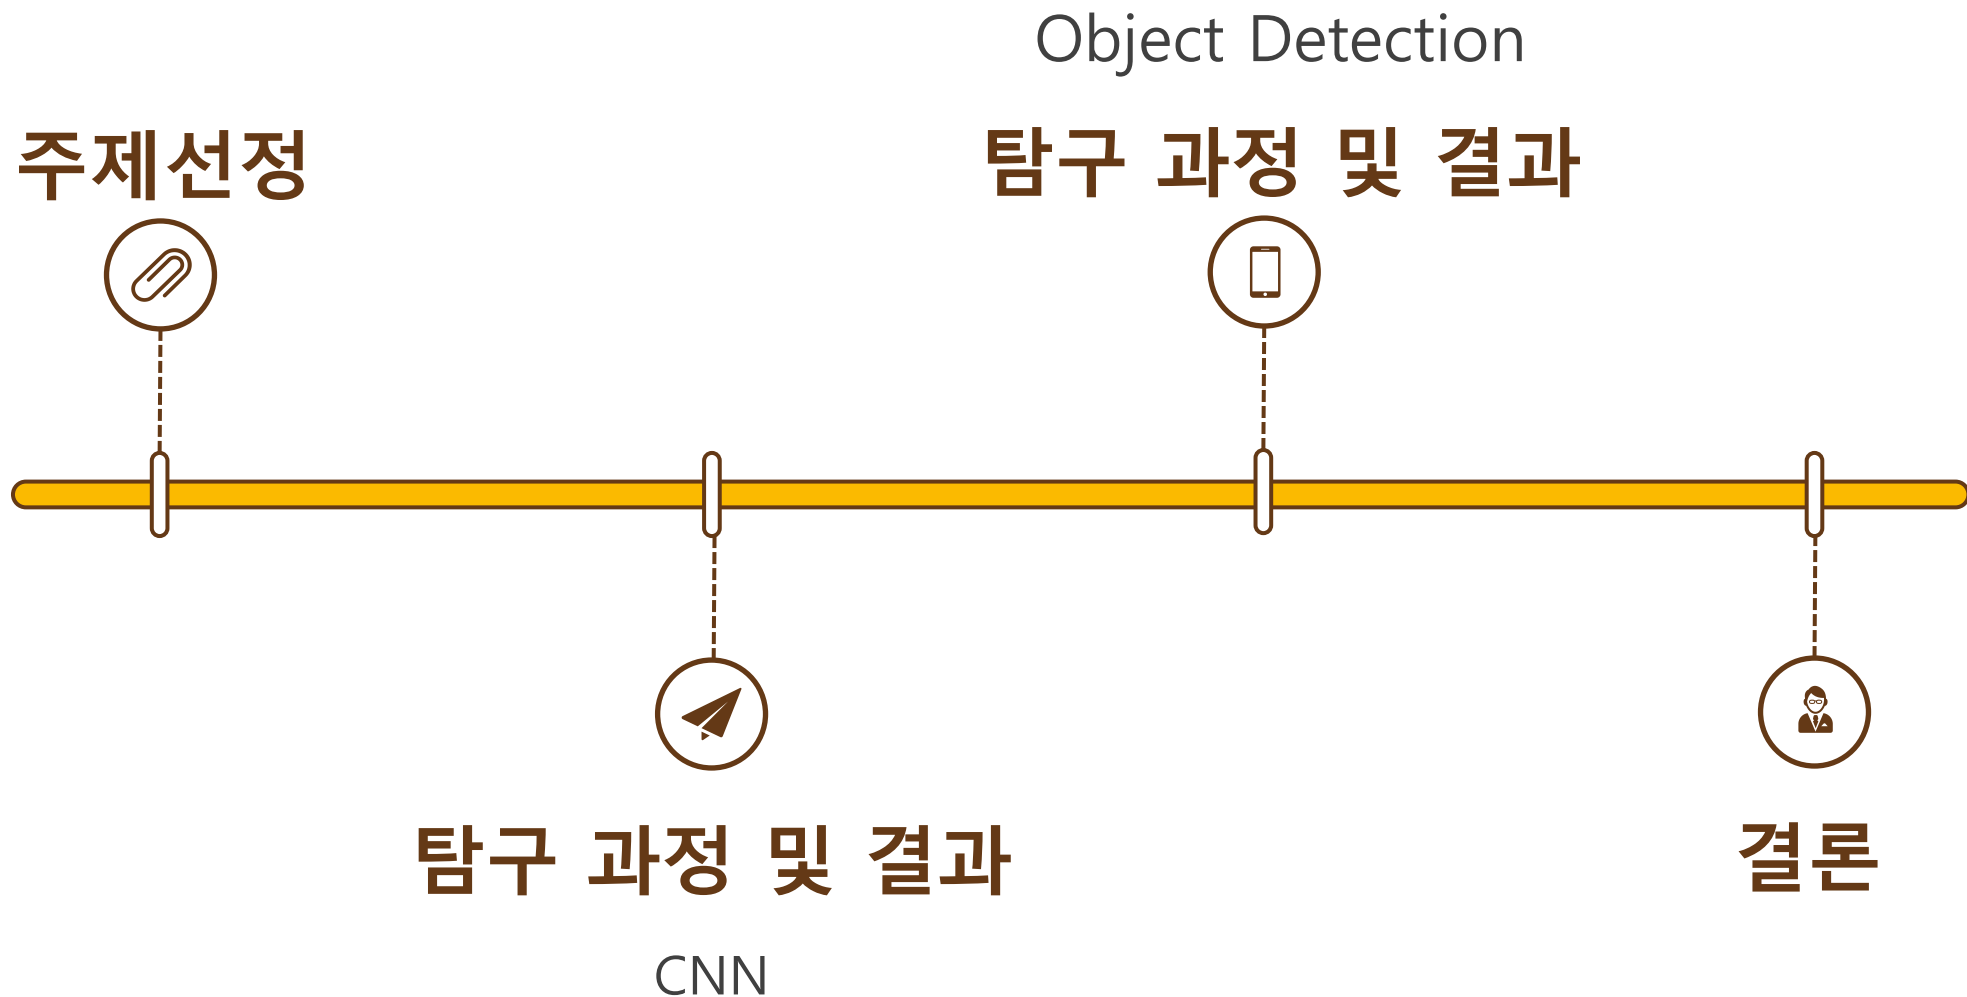 Object Detection
주제선정
탐구 과정 및 결과
탐구 과정 및 결과
결론
CNN